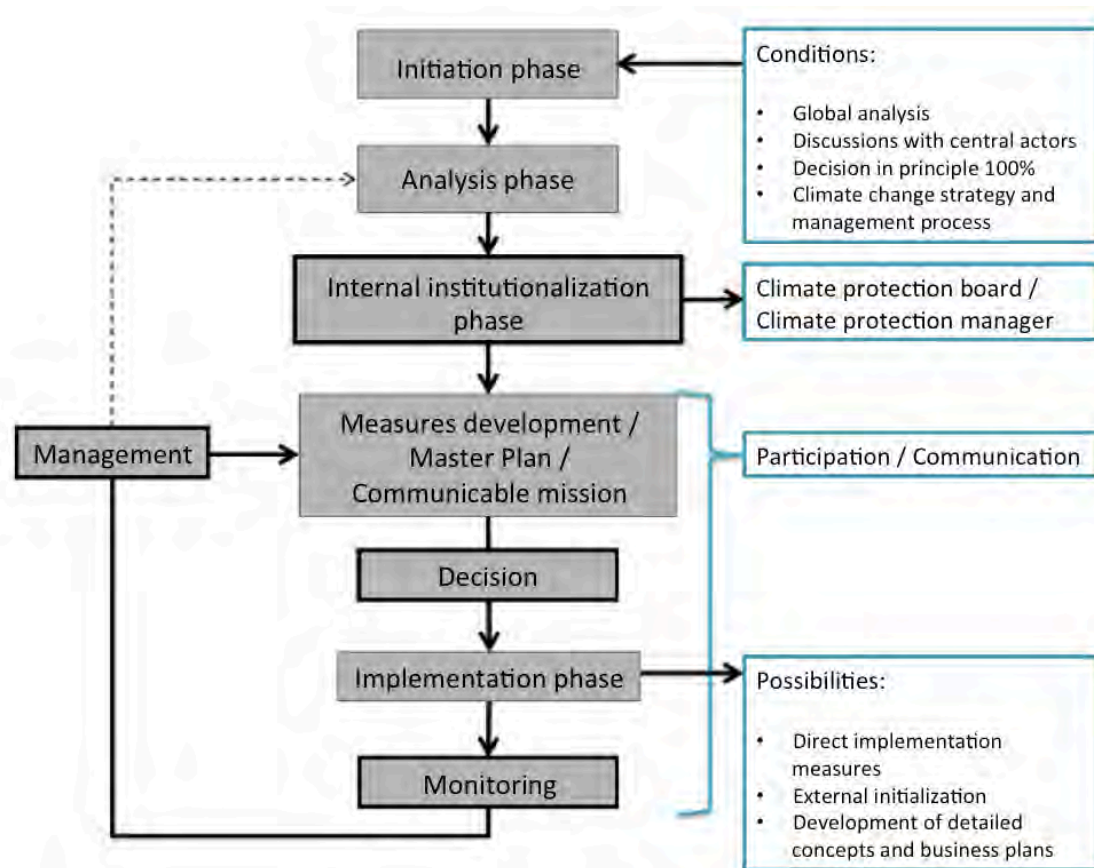 Initiation phase
Conditions:
• Global analysis
• Discussions with central actors
• Decision in principle 100%
• Climate change strategy and
management process
Analysis phase
Internal institutionalization
phase
Climate protection board /
Climate protection manager
Management
Measures development /
Master Plan /
Communicable mission
Participation / Communication
Decision
Implementation phase
Possibilities:
• Direct implementation
measures
• External initialization
• Development of detailed
concepts and business plans
Monitoring